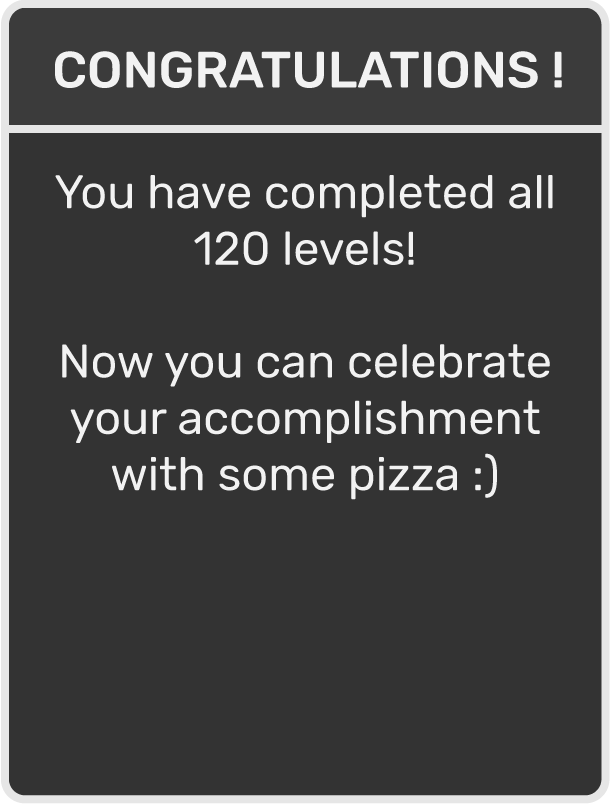 CONGRATULATIONS !
You have completed all
120 levels!
Now you can celebrate
your accomplishment
with some pizza :)